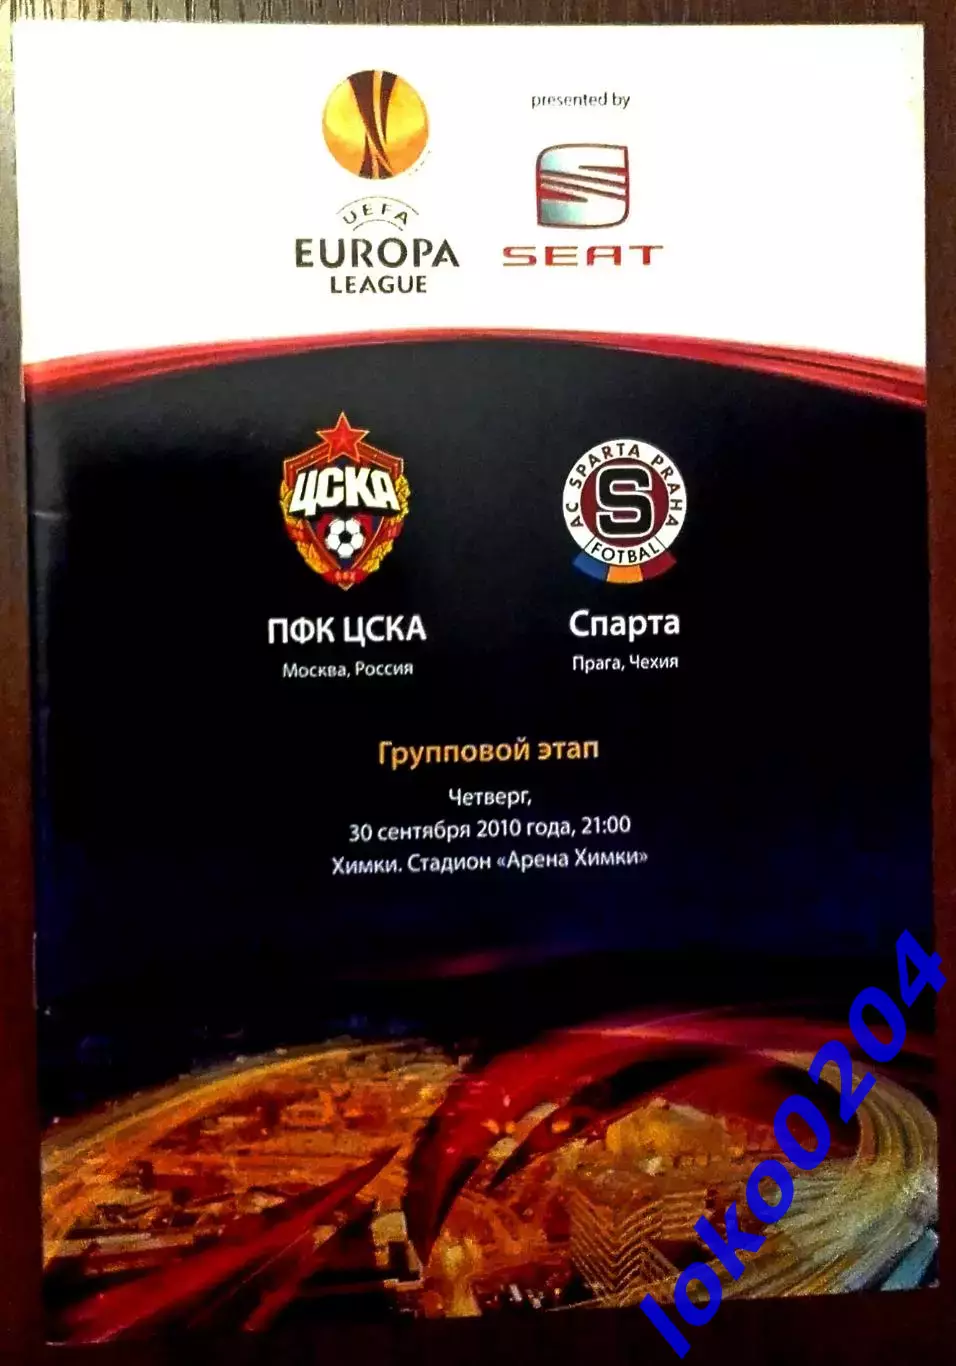 presented by
UEFA
EUROPA
LEAGUE
SEAT
ЦСКА
AC SPARTA PRAHA
S
FOTBAL
ПФК ЦСКА
Москва, Россия
Спарта
Прага, Чехия
Групповой этап
Четверг,
30 сентября 2010 года, 21:00
Химки. Стадион «Арена Химки»
loko0204